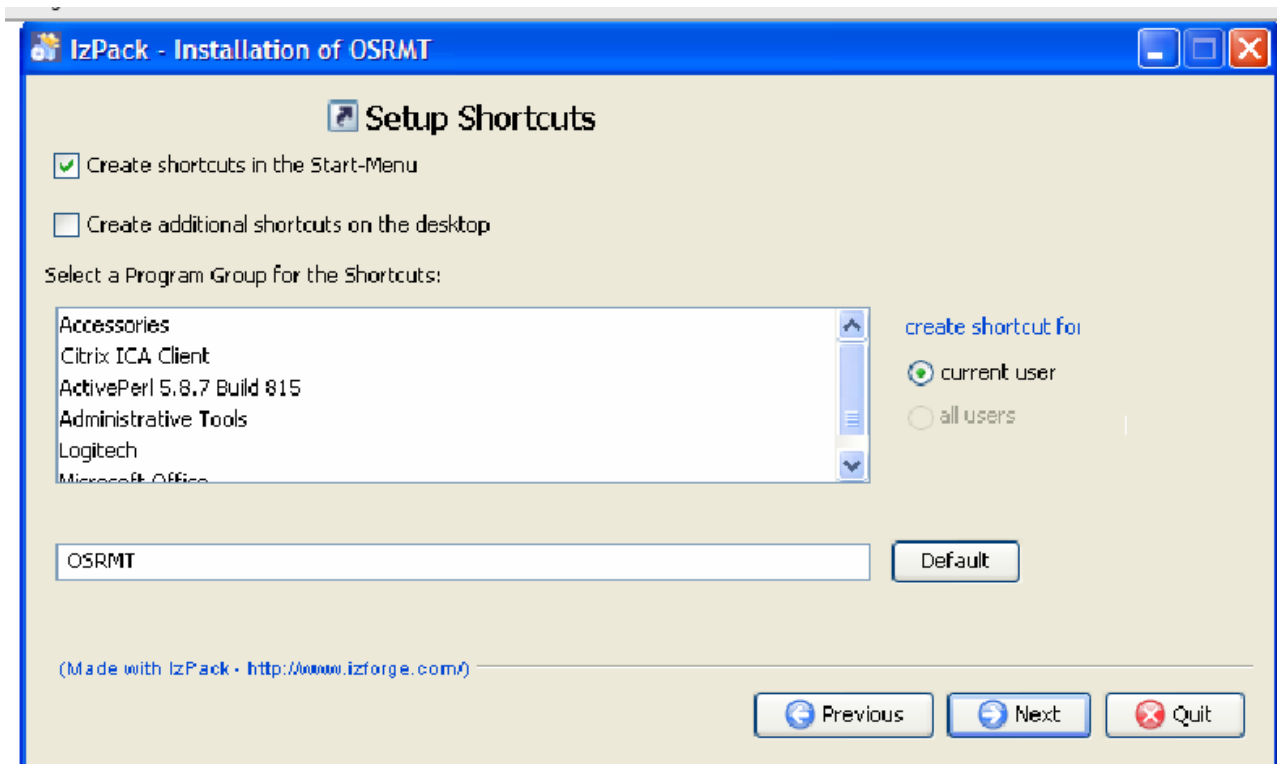 IzPack - Installation of OSRMT
Setup Shortcuts
Create shortcuts in the Start-Menu
Create additional shortcuts on the desktop
Select a Program Group for the Shortcuts:
Accessories
Citrix ICA Client
ActivePerl 5.8.7 Build 815
Administrative Tools
Logitech
Microsoft Office
create shortcut for
current user
all users
OSRMT
Default
(Made with IzPack - http://www.izforge.com/)
Previous
Next
Quit